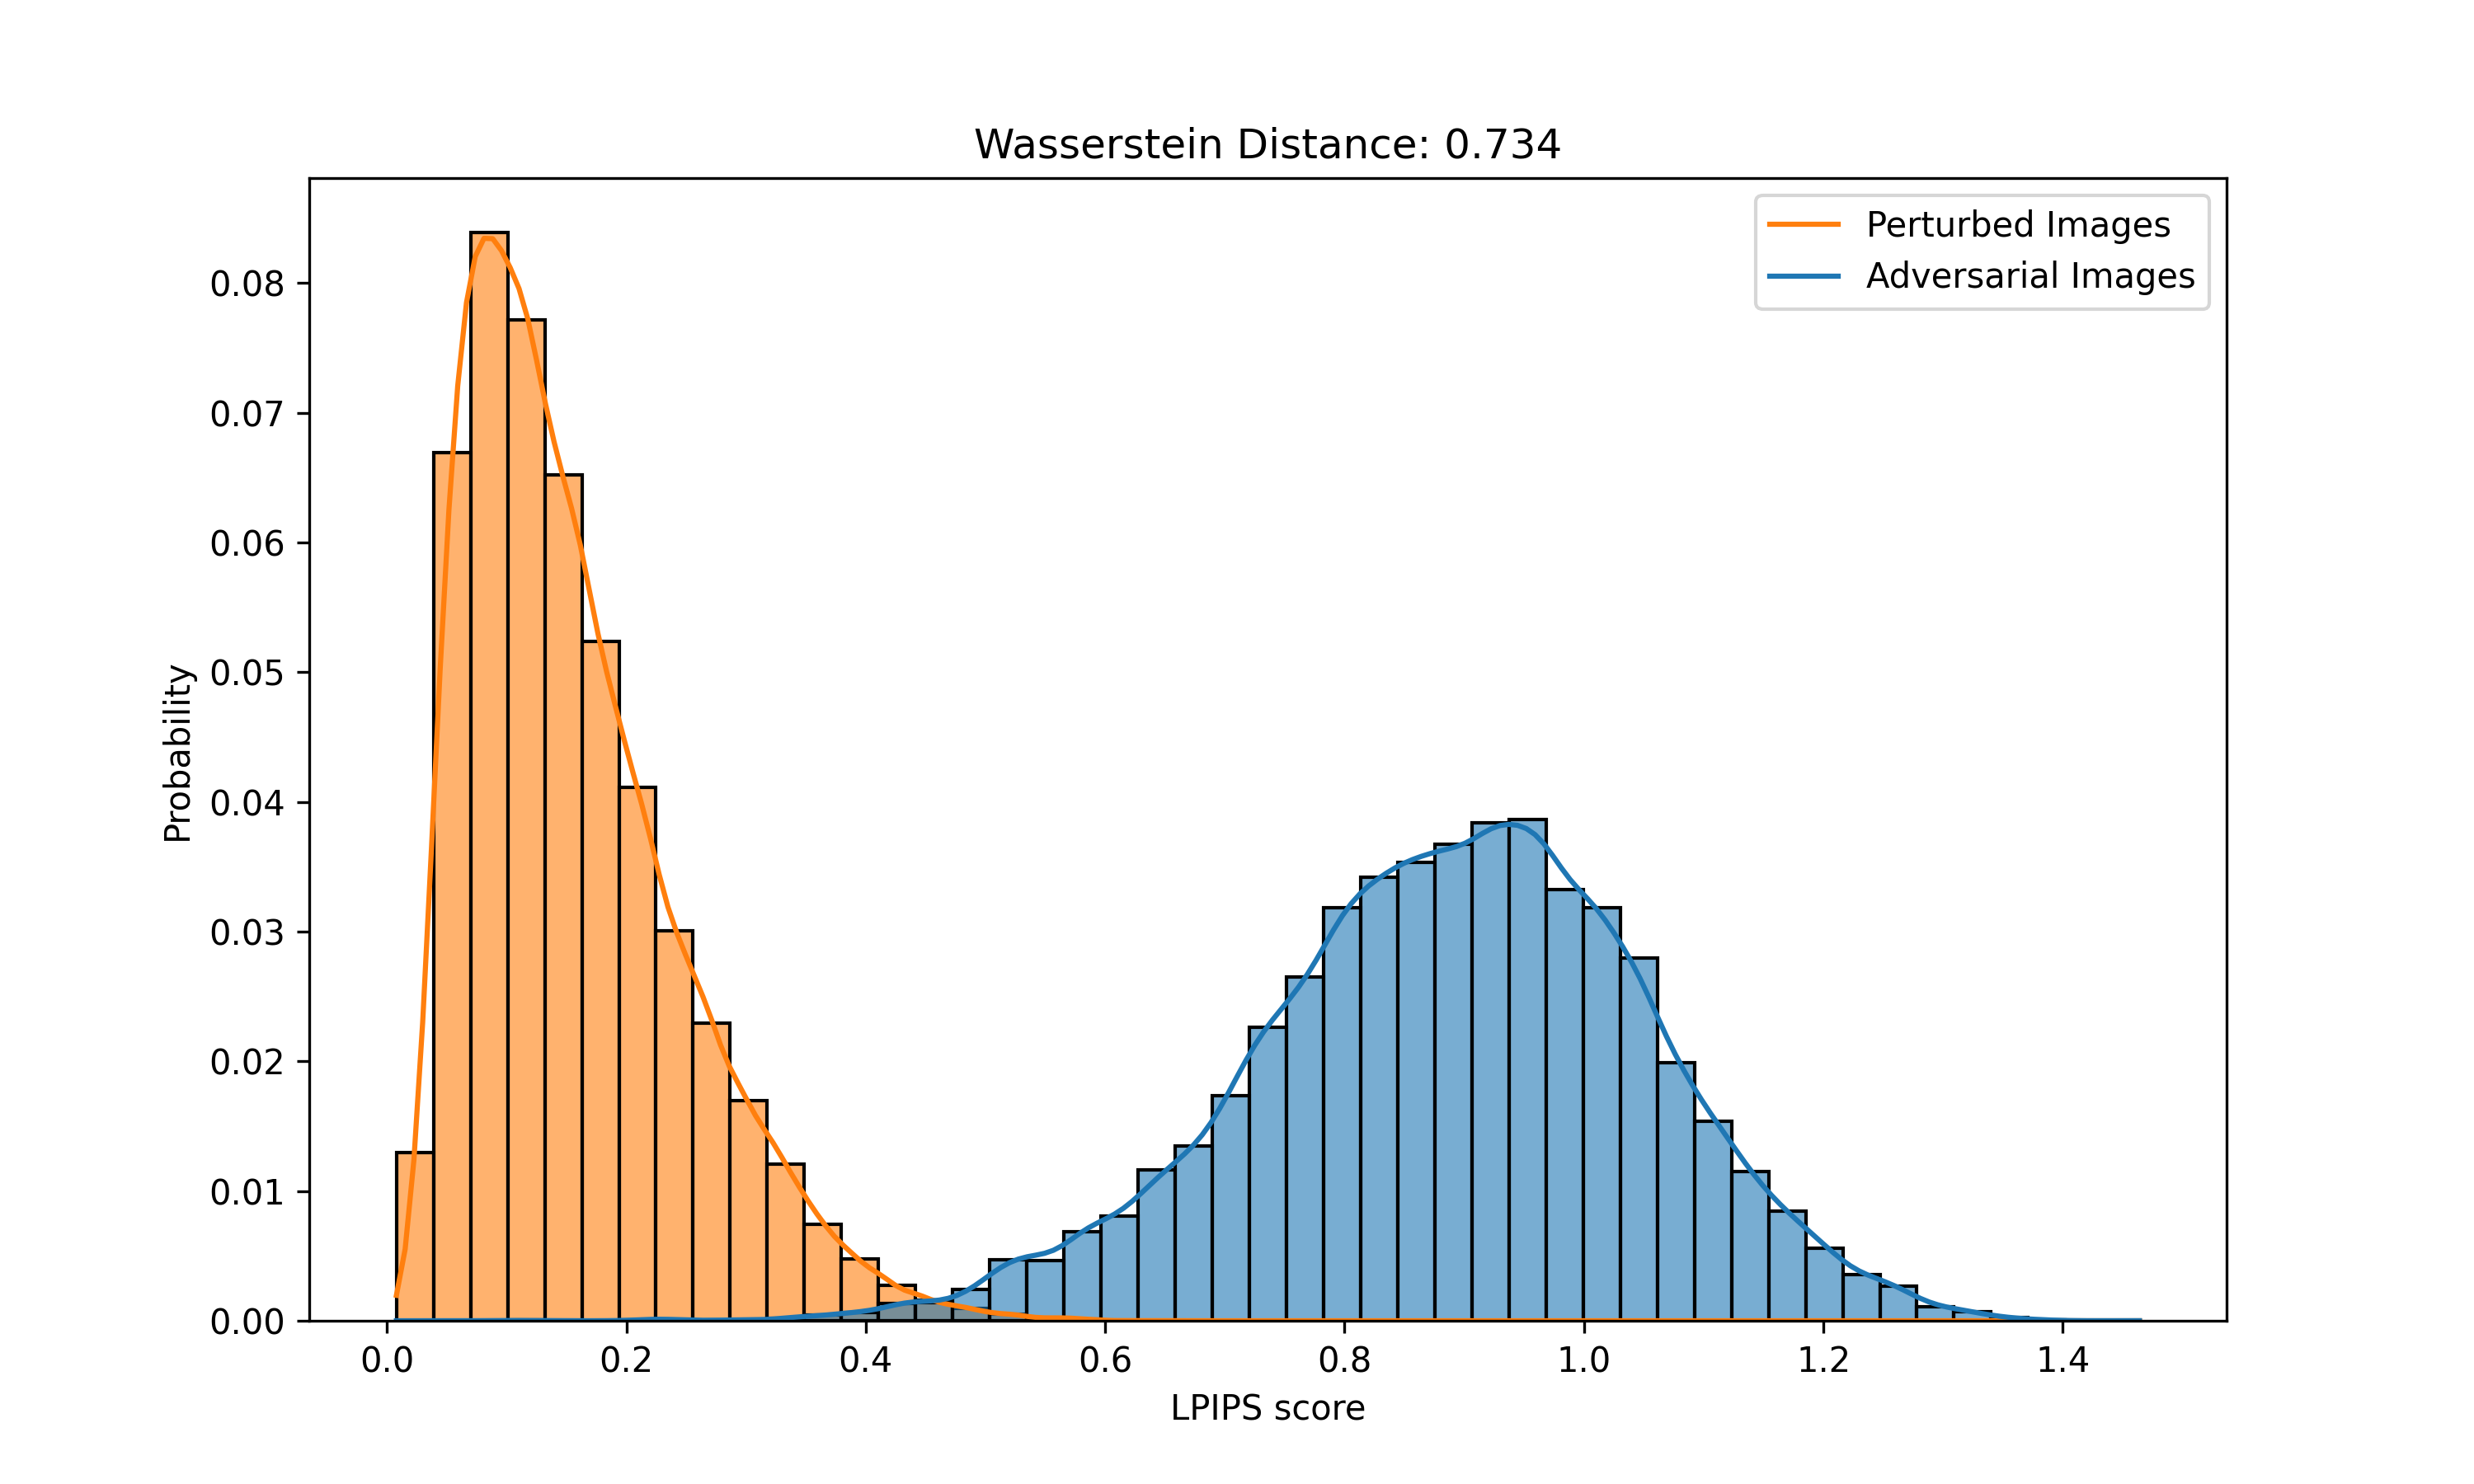 Wasserstein Distance: 0.734
Perturbed Images
Adversarial Images
Probability
0.08
0.07
0.06
0.05
0.04
0.03
0.02
0.01
0.00
0.0 0.2 0.4 0.6 0.8 1.0 1.2 1.4
LPIPS score